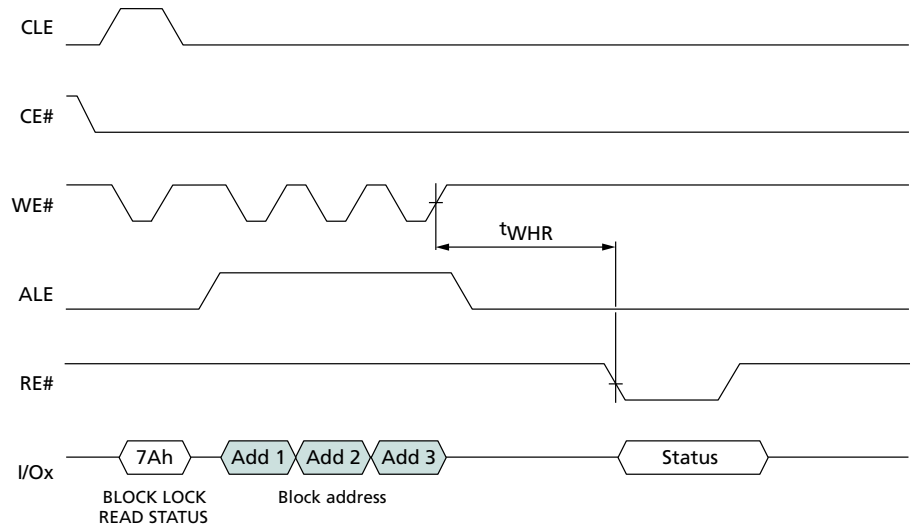 CLE
CE#
WE#
tWHR
ALE
RE#
I/Ox
7Ah
Add 1
Add 2
Add 3
Status
BLOCK LOCK
READ STATUS
Block address